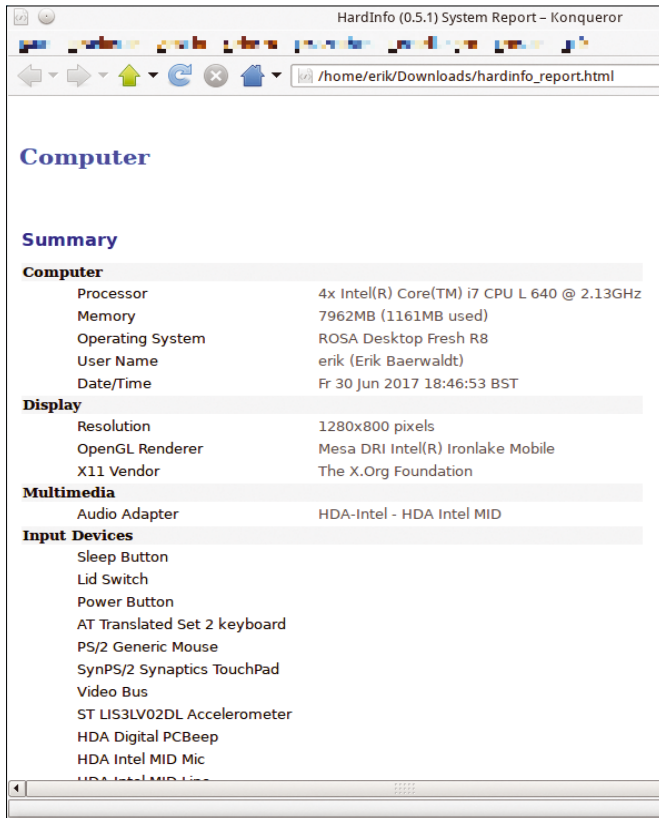 HardInfo (0.5.1) System Report – Konqueror
/home/erik/Downloads/hardinfo_report.html
Computer
Summary
Computer
Processor 4x Intel(R) Core(TM) i7 CPU L 640 @ 2.13GHz
Memory 7962MB (1161MB used)
Operating System ROSA Desktop Fresh R8
User Name erik (Erik Baerwaldt)
Date/Time Fr 30 Jun 2017 18:46:53 BST
Display
Resolution 1280x800 pixels
OpenGL Renderer Mesa DRI Intel(R) Ironlake Mobile
X11 Vendor The X.Org Foundation
Multimedia
Audio Adapter HDA-Intel - HDA Intel MID
Input Devices
Sleep Button
Lid Switch
Power Button
AT Translated Set 2 keyboard
PS/2 Generic Mouse
SynPS/2 Synaptics TouchPad
Video Bus
ST LIS3LV02DL Accelerometer
HDA Digital PCBeep
HDA Intel MID Mic
HDA Intel MID Line